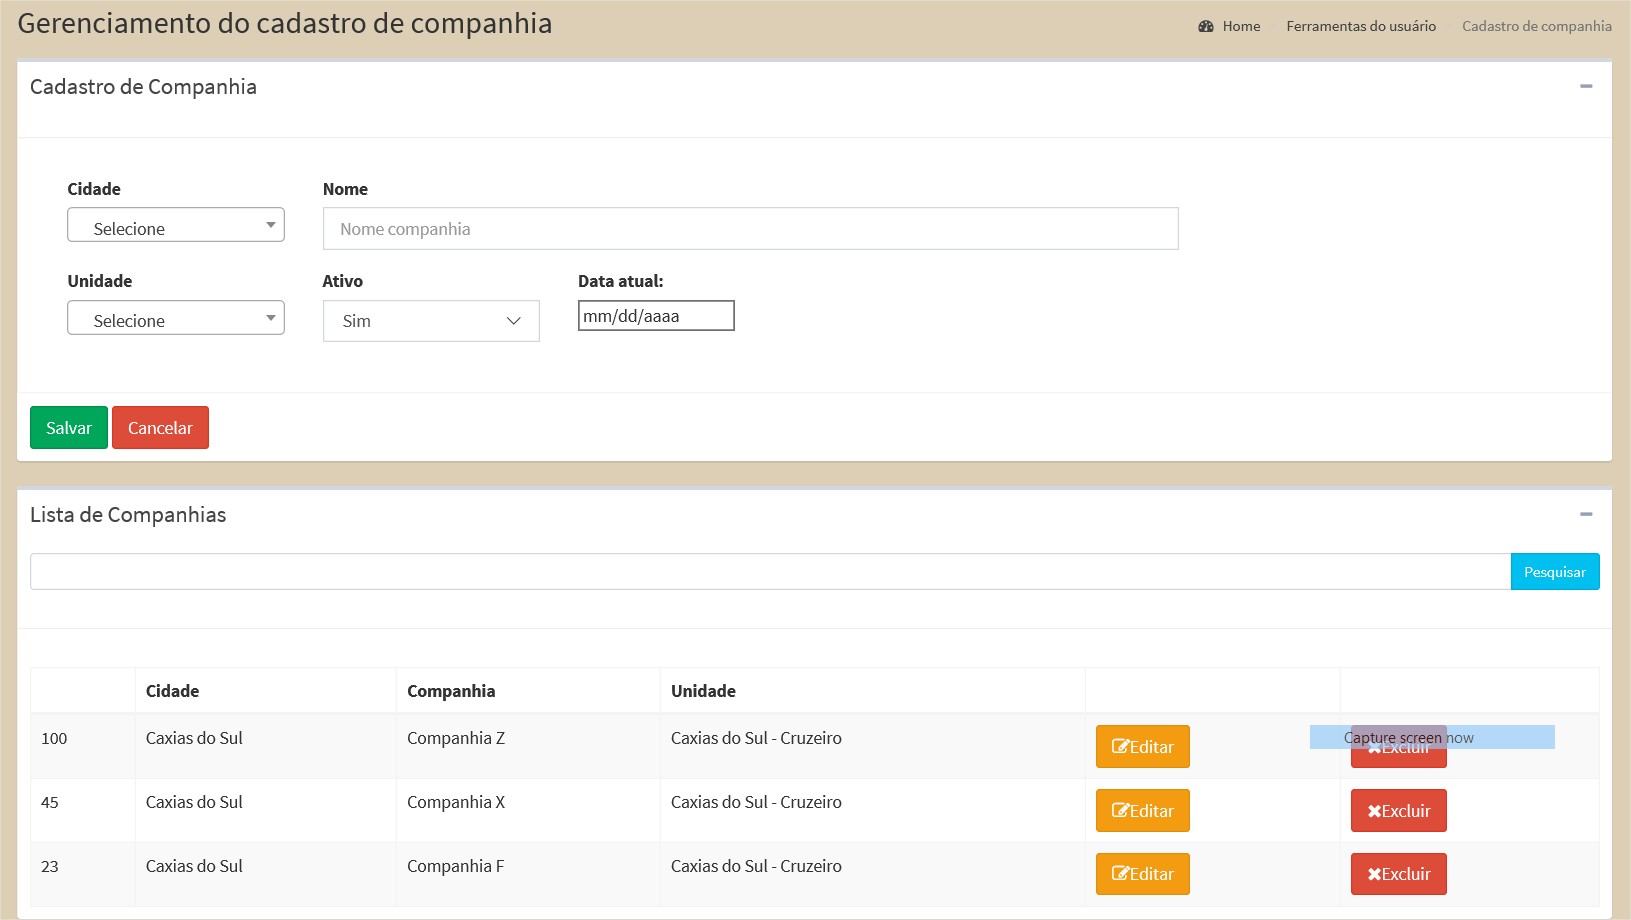 Gerenciamento do cadastro de companhia
Home Ferramentas do usuário Cadastro de companhia
Cadastro de Companhia
Cidade Nome
Selecione Nome companhia
Unidade Ativo Data atual:
Selecione Sim mm/dd/aaaa
Salvar Cancelar
Lista de Companhias
Pesquisar
Cidade Companhia Unidade
100 Caxias do Sul Companhia Z Caxias do Sul - Cruzeiro Editar Excluir
Capture screen now
45 Caxias do Sul Companhia X Caxias do Sul - Cruzeiro Editar Excluir
23 Caxias do Sul Companhia F Caxias do Sul - Cruzeiro Editar Excluir